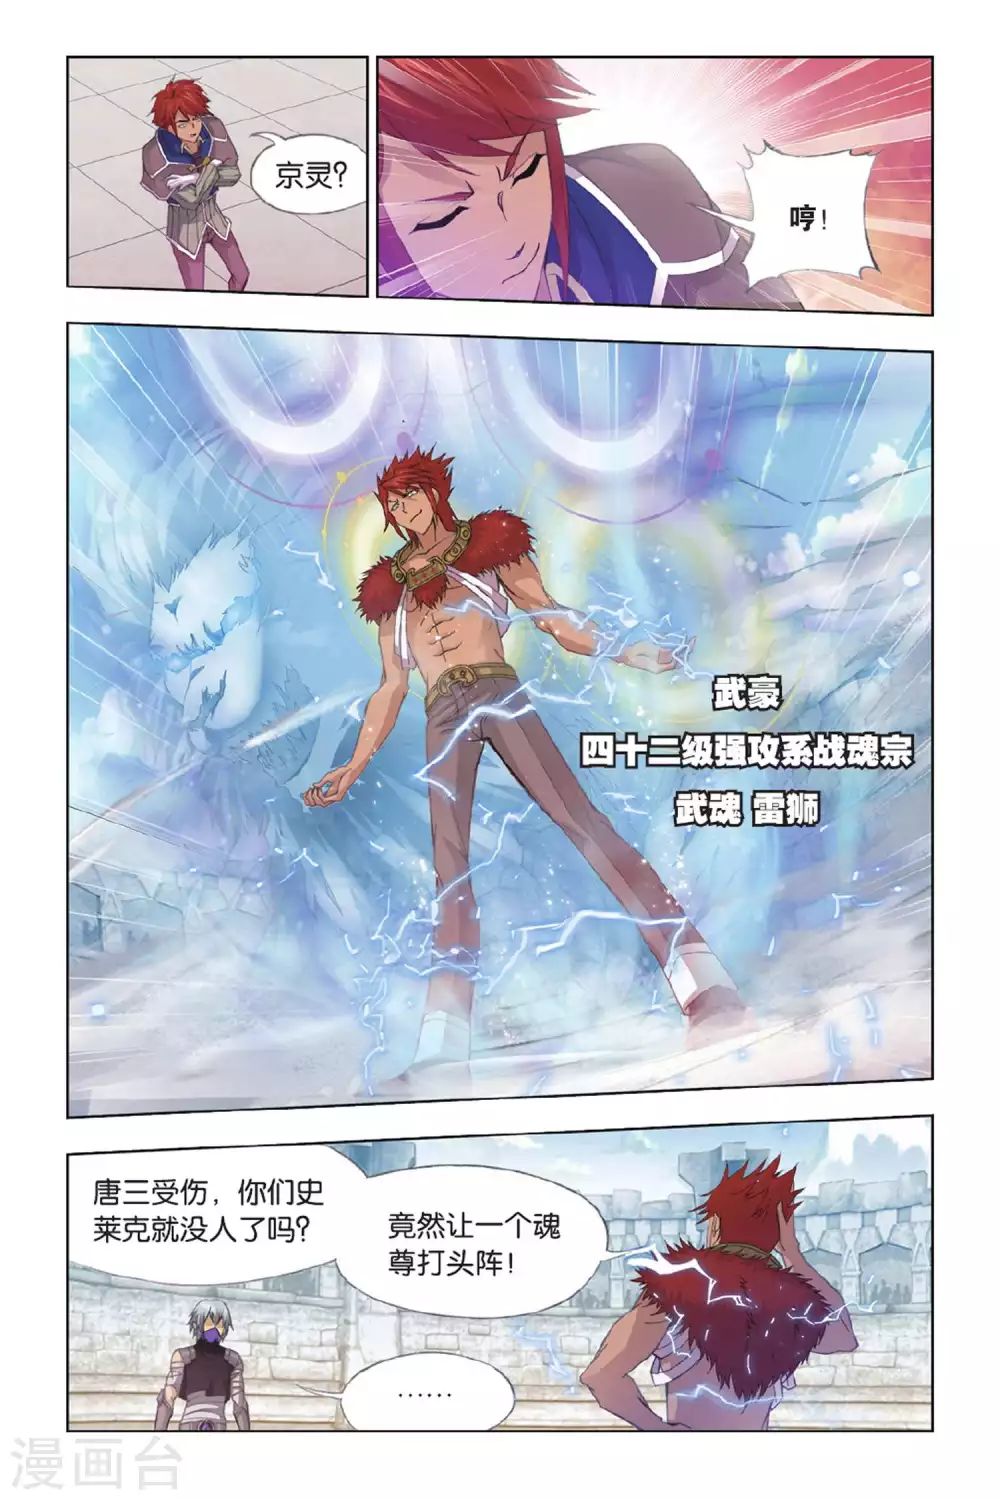 京灵？
哼！
武豪
四十二级强攻系战魂宗
武魂 雷狮
唐三受伤，你们史
莱克就没人了吗？
竟然让一个魂
尊打头阵！
……
漫画台